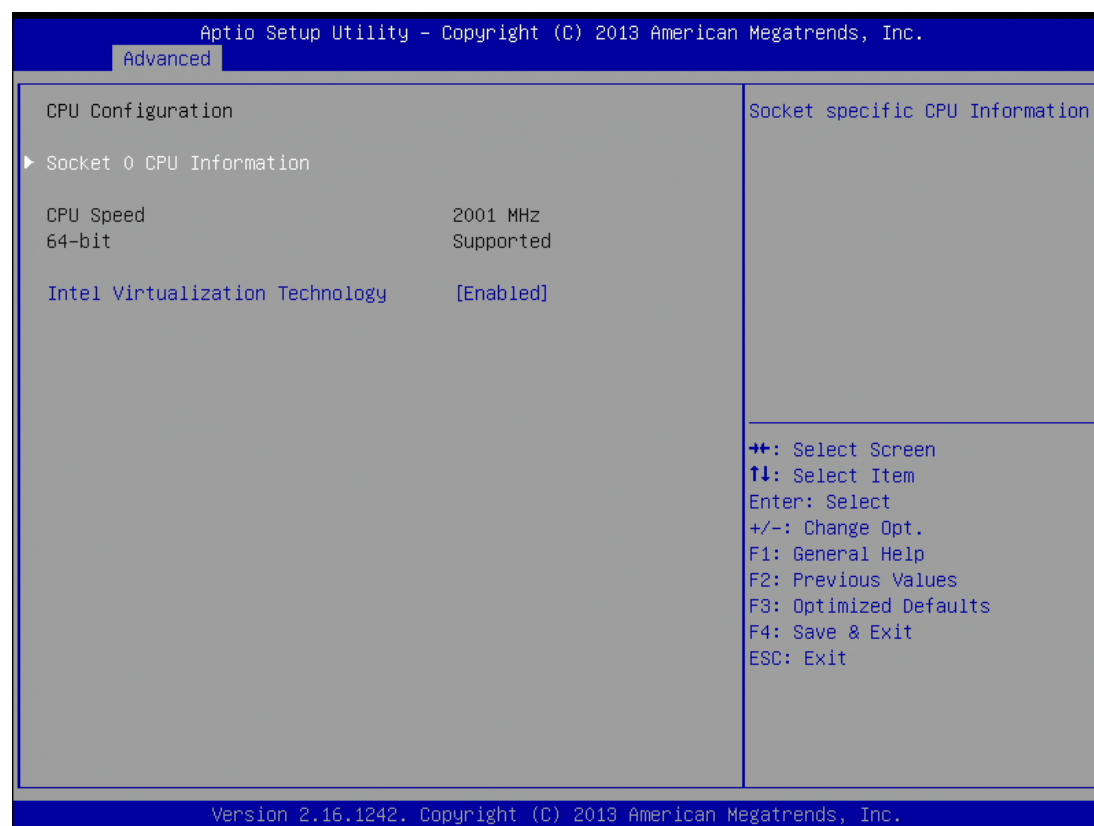 Aptio Setup Utility – Copyright (C) 2013 American Megatrends, Inc.
Advanced
CPU Configuration
Socket 0 CPU Information
CPU Speed 2001 MHz
64-bit Supported
Intel Virtualization Technology [Enabled]
Socket specific CPU Information
→←: Select Screen
↑↓: Select Item
Enter: Select
+/-: Change Opt.
F1: General Help
F2: Previous Values
F3: Optimized Defaults
F4: Save & Exit
ESC: Exit
Version 2.16.1242. Copyright (C) 2013 American Megatrends, Inc.